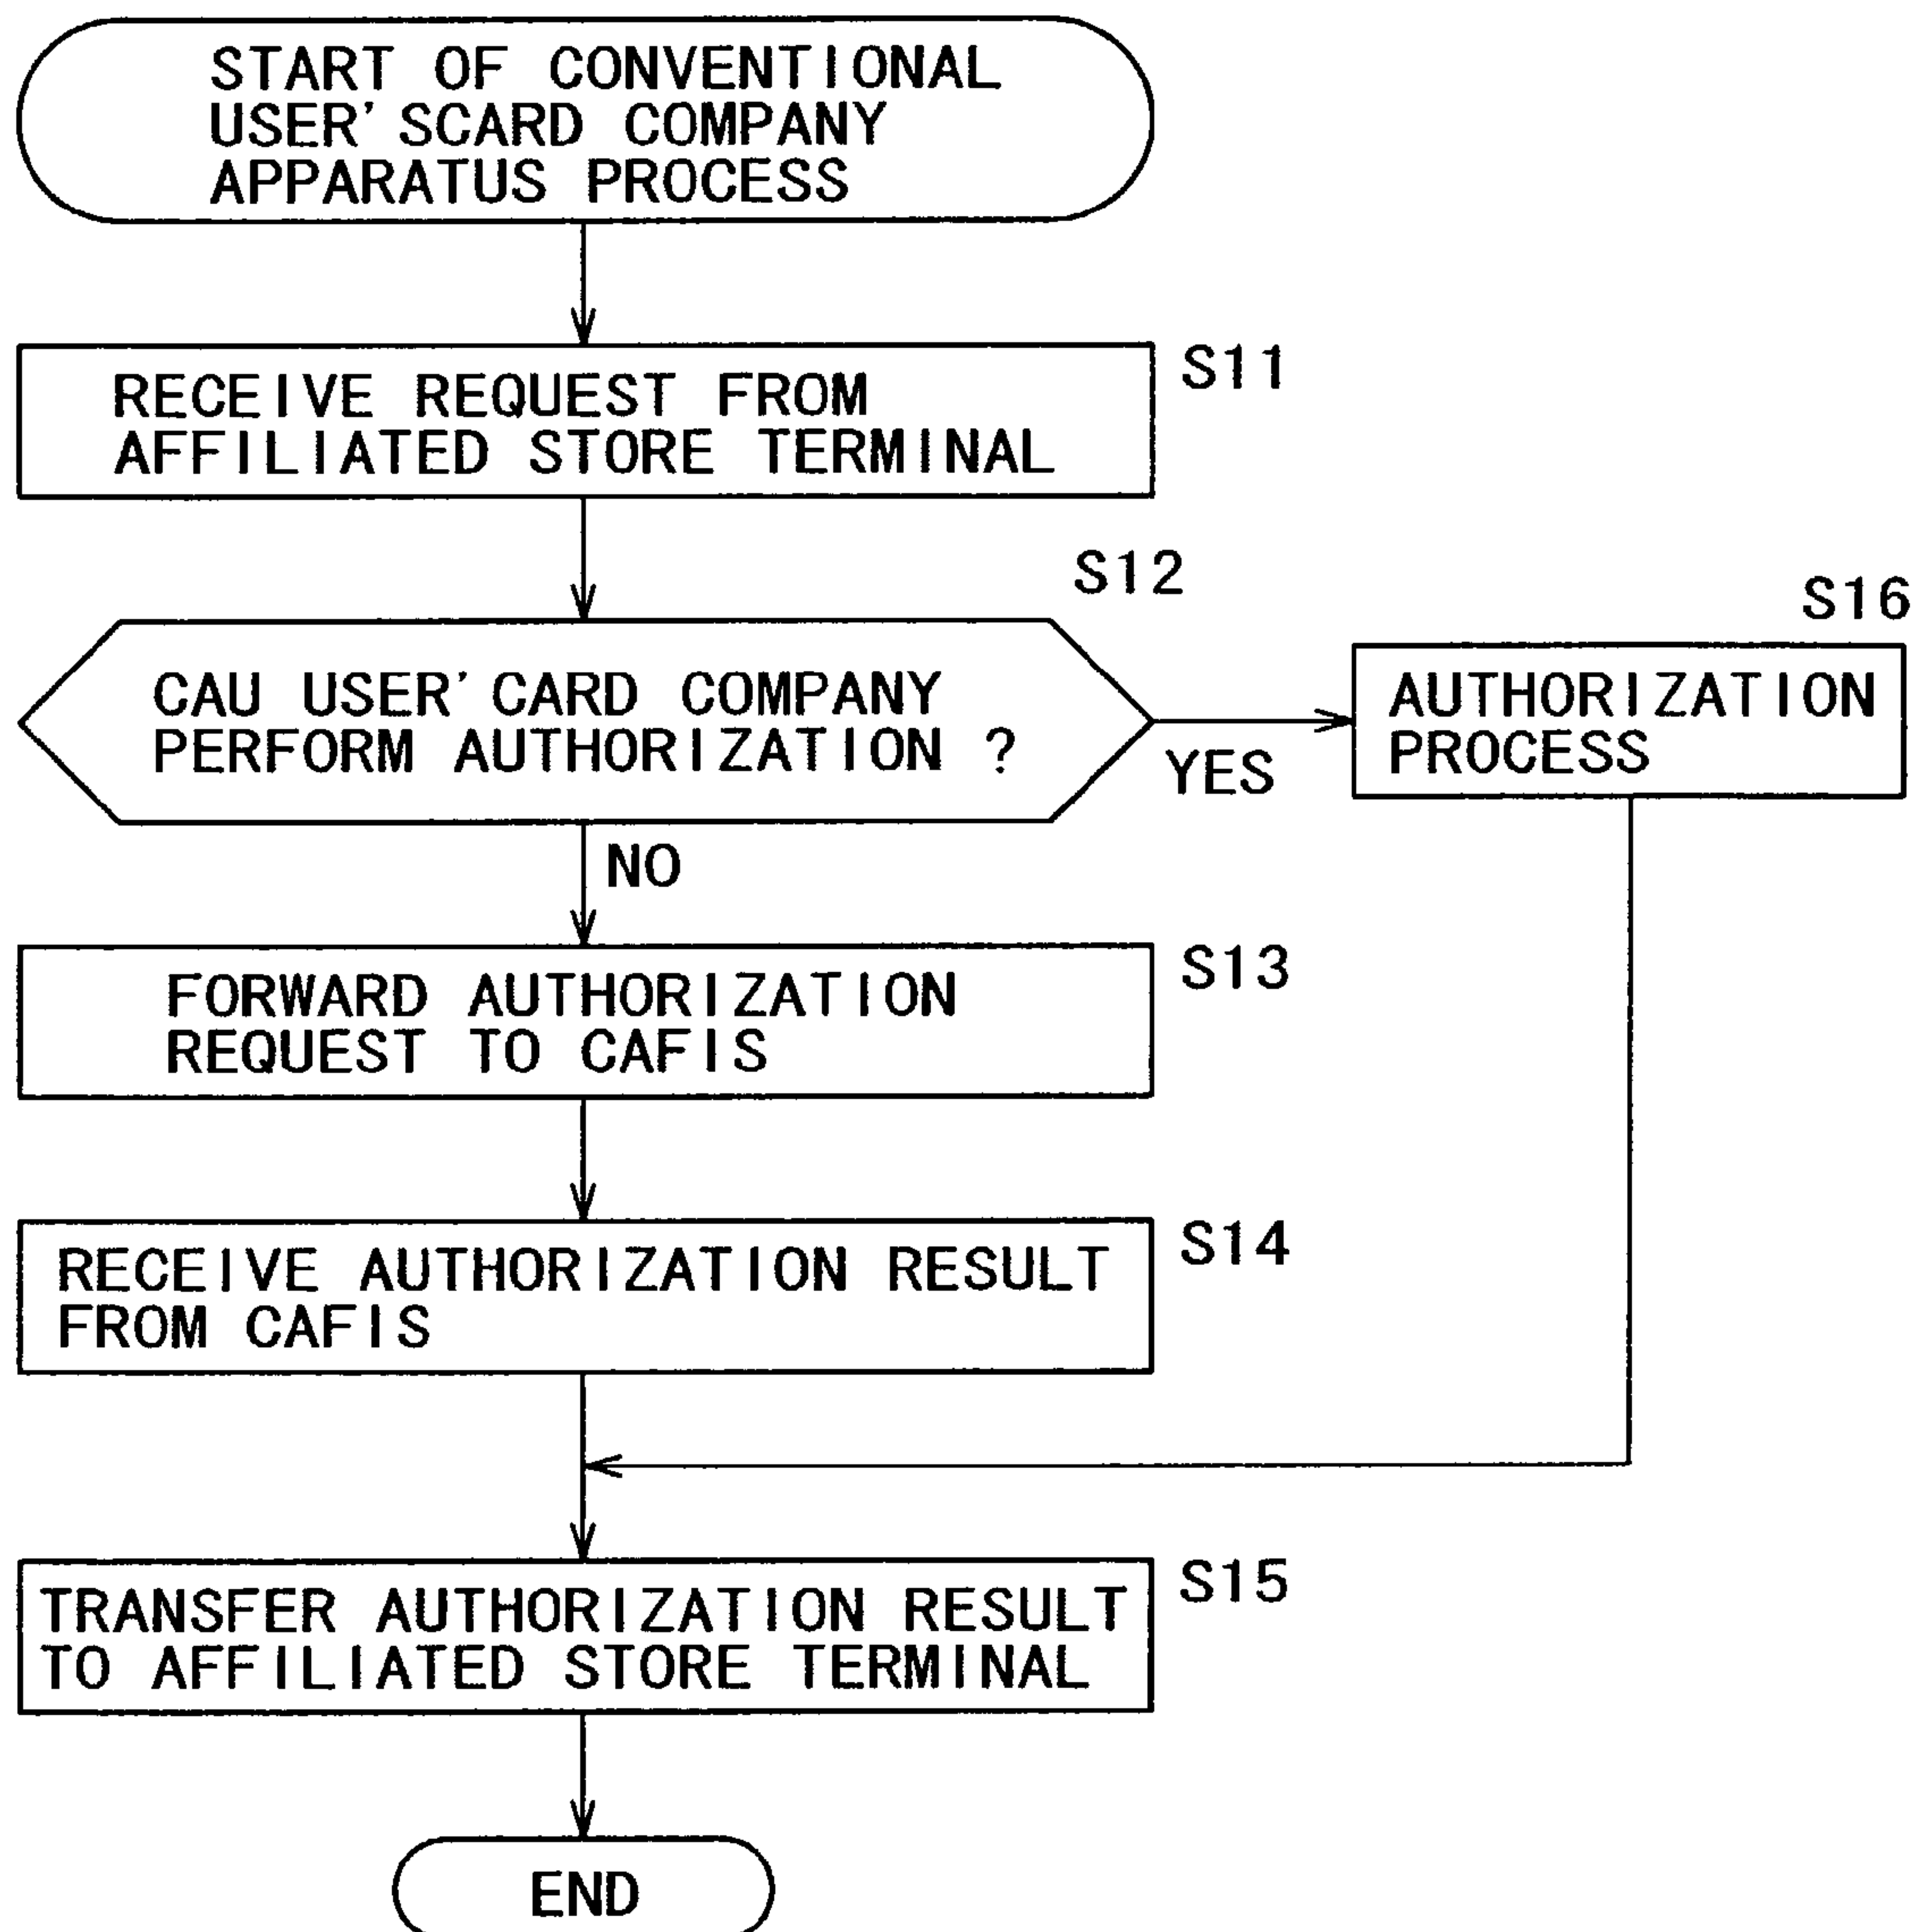 START OF CONVENTIONAL
USER'SCARD COMPANY
APPARATUS PROCESS
S11
RECEIVE REQUEST FROM
AFFILIATED STORE TERMINAL
S12
CAU USER'CARD COMPANY
PERFORM AUTHORIZATION ?
YES
S16
AUTHORIZATION
PROCESS
NO
S13
FORWARD AUTHORIZATION
REQUEST TO CAFIS
S14
RECEIVE AUTHORIZATION RESULT
FROM CAFIS
S15
TRANSFER AUTHORIZATION RESULT
TO AFFILIATED STORE TERMINAL
END